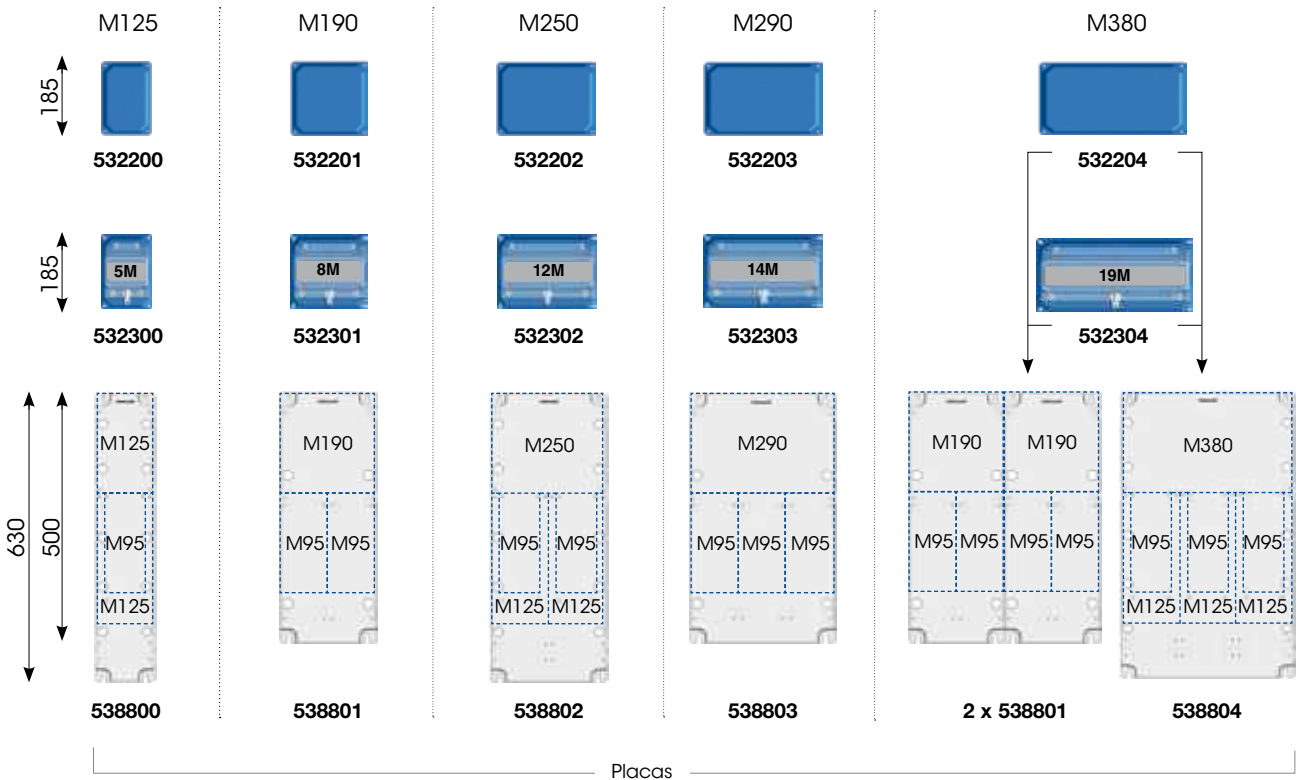 M125 M190 M250 M290 M380
185
532200 532201 532202 532203 532204
185
5M 8M 12M 14M 19M
532300 532301 532302 532303 532304
630
500
M125 M190 M250 M290 M190 M190 M380
M95 M95 M95 M95 M95 M95 M95 M95 M95 M95 M95 M95 M95 M95 M95
M125 M125 M125 M125 M125 M125
538800 538801 538802 538803 2 x 538801 538804
Placas